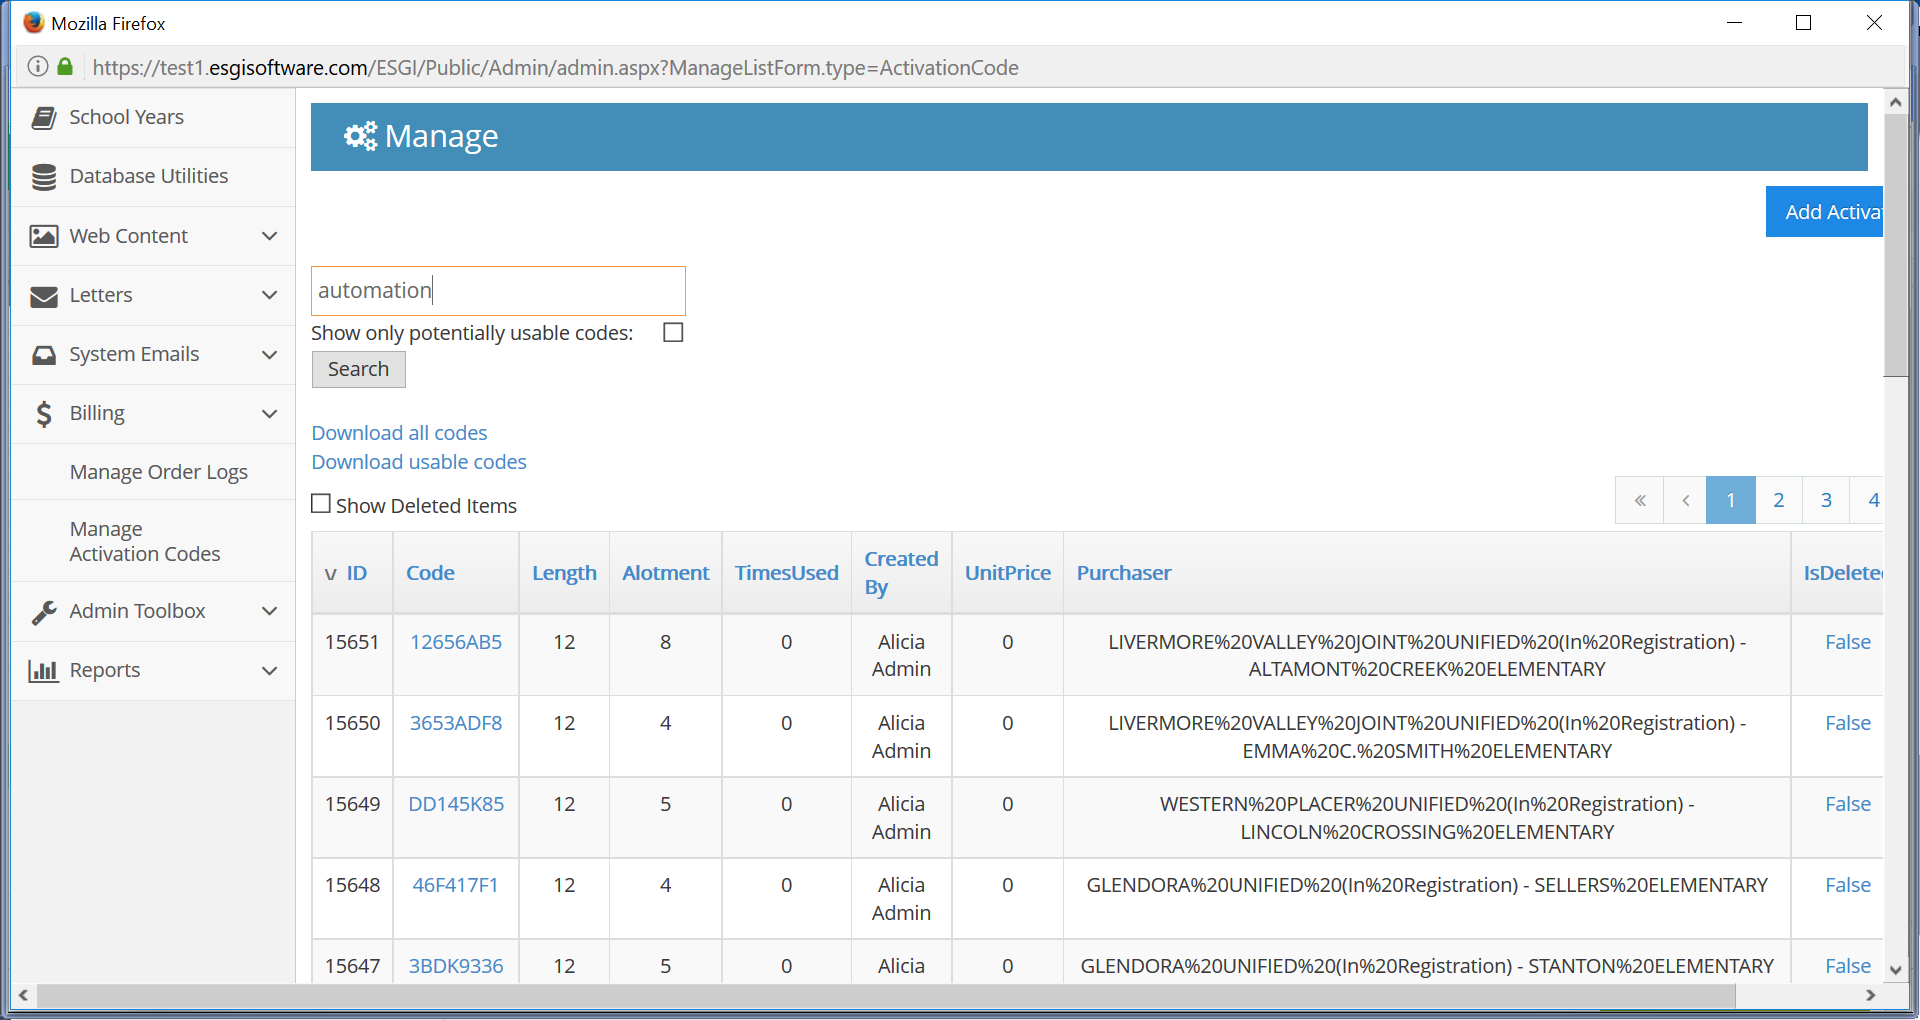 Mozilla Firefox
https://test1.esgisoftware.com/ESGI/Public/Admin/admin.aspx?ManageListForm.type=ActivationCode
School Years
Database Utilities
Web Content
Letters
System Emails
Billing
Manage Order Logs
Manage
Activation Codes
Admin Toolbox
Reports
Manage
Add Activa
automation
Show only potentially usable codes:
Search
Download all codes
Download usable codes
Show Deleted Items
« ‹ 1 2 3 4
v ID Code Length Alotment TimesUsed Created By UnitPrice Purchaser IsDelete
15651 12656AB5 12 8 0 Alicia Admin 0 LIVERMORE%20VALLEY%20JOINT%20UNIFIED%20(In%20Registration) - False
ALTAMONT%20CREEK%20ELEMENTARY
15650 3653ADF8 12 4 0 Alicia Admin 0 LIVERMORE%20VALLEY%20JOINT%20UNIFIED%20(In%20Registration) - False
EMMA%20C.%20SMITH%20ELEMENTARY
15649 DD145K85 12 5 0 Alicia Admin 0 WESTERN%20PLACER%20UNIFIED%20(In%20Registration) - False
LINCOLN%20CROSSING%20ELEMENTARY
15648 46F417F1 12 4 0 Alicia Admin 0 GLENDORA%20UNIFIED%20(In%20Registration) - SELLERS%20ELEMENTARY False
15647 3BDK9336 12 5 0 Alicia 0 GLENDORA%20UNIFIED%20(In%20Registration) - STANTON%20ELEMENTARY False